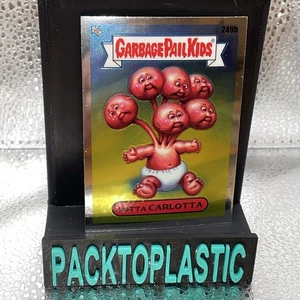 GARBAGE PAIL KIDS
249b
LOTTA CARLOTTA
PACKTOPLASTIC